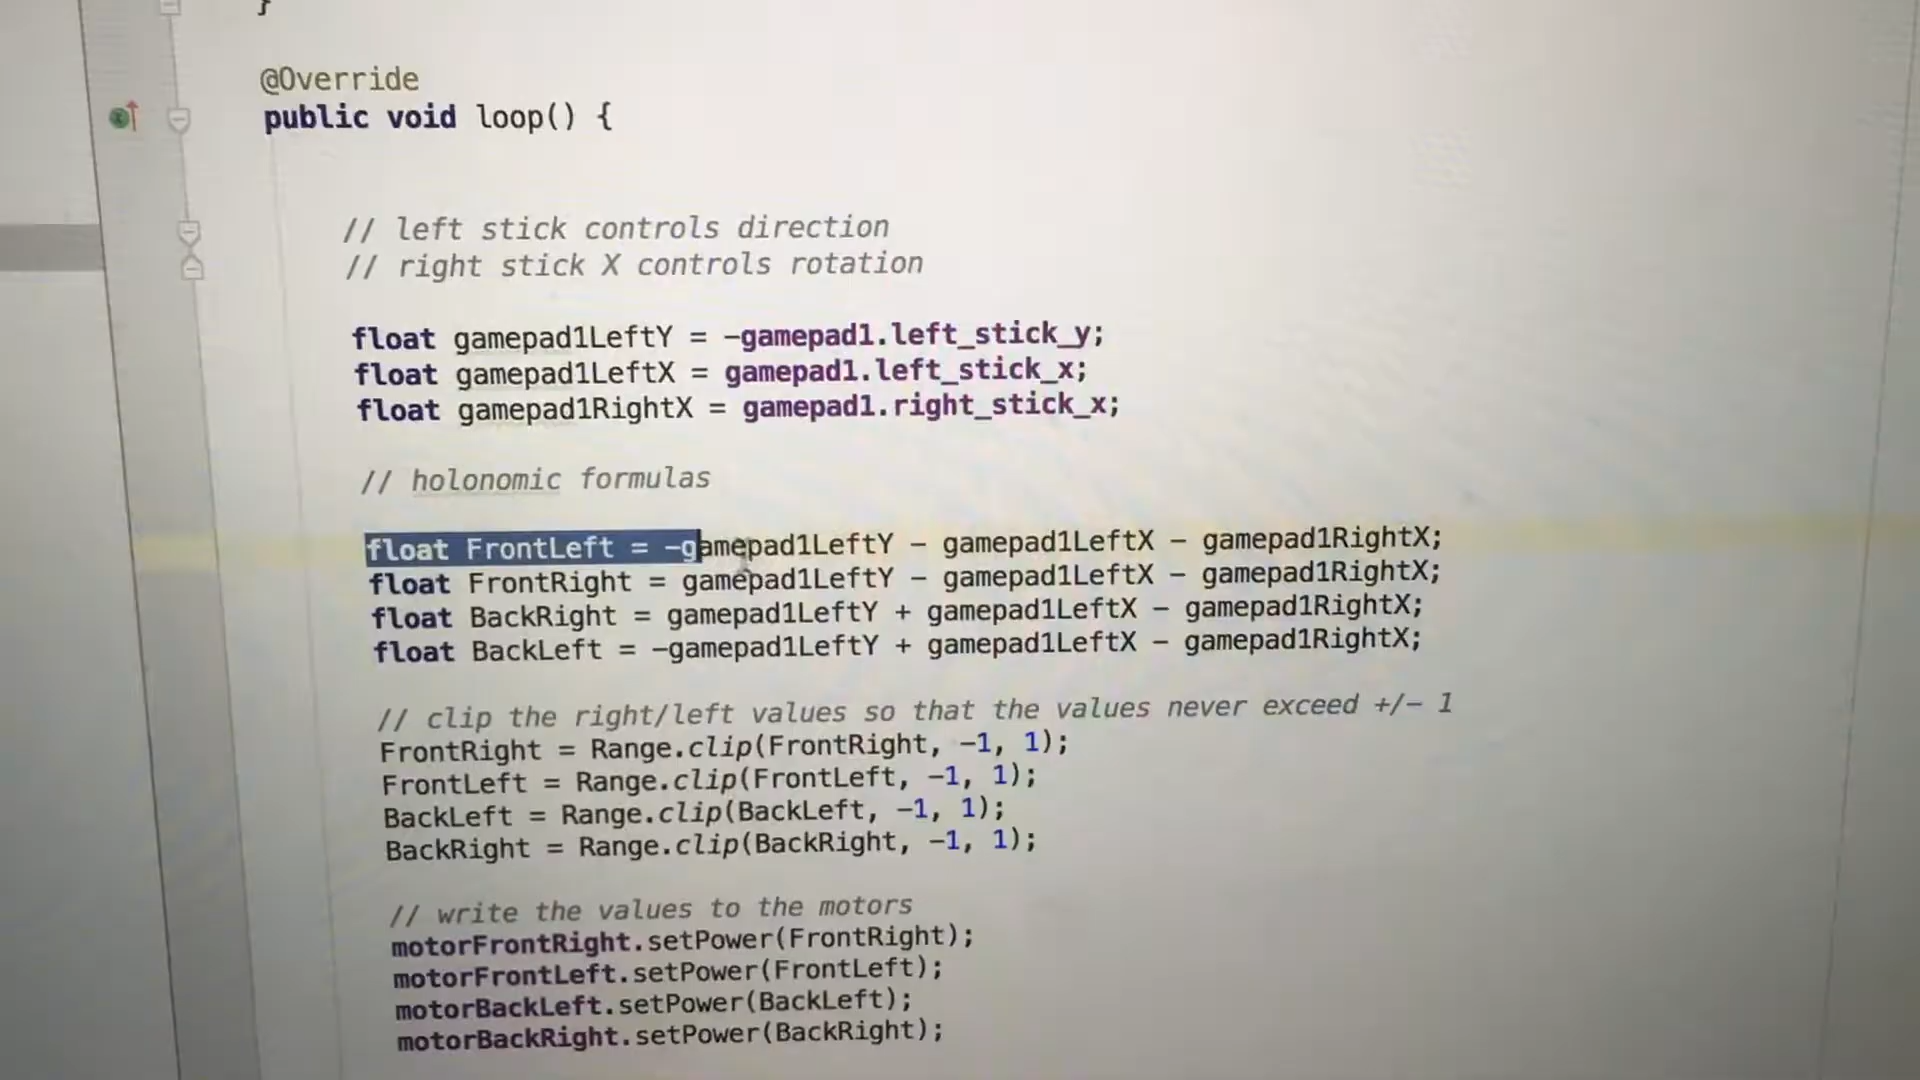 }
@Override
public void loop() {
// left stick controls direction
// right stick X controls rotation
float gamepad1LeftY = -gamepad1.left_stick_y;
float gamepad1LeftX = gamepad1.left_stick_x;
float gamepad1RightX = gamepad1.right_stick_x;
// holonomic formulas
float FrontLeft = -gamepad1LeftY - gamepad1LeftX - gamepad1RightX;
float FrontRight = gamepad1LeftY - gamepad1LeftX - gamepad1RightX;
float BackRight = gamepad1LeftY + gamepad1LeftX - gamepad1RightX;
float BackLeft = -gamepad1LeftY + gamepad1LeftX - gamepad1RightX;
// clip the right/left values so that the values never exceed +/- 1
FrontRight = Range.clip(FrontRight, -1, 1);
FrontLeft = Range.clip(FrontLeft, -1, 1);
BackLeft = Range.clip(BackLeft, -1, 1);
BackRight = Range.clip(BackRight, -1, 1);
// write the values to the motors
motorFrontRight.setPower(FrontRight);
motorFrontLeft.setPower(FrontLeft);
motorBackLeft.setPower(BackLeft);
motorBackRight.setPower(BackRight);